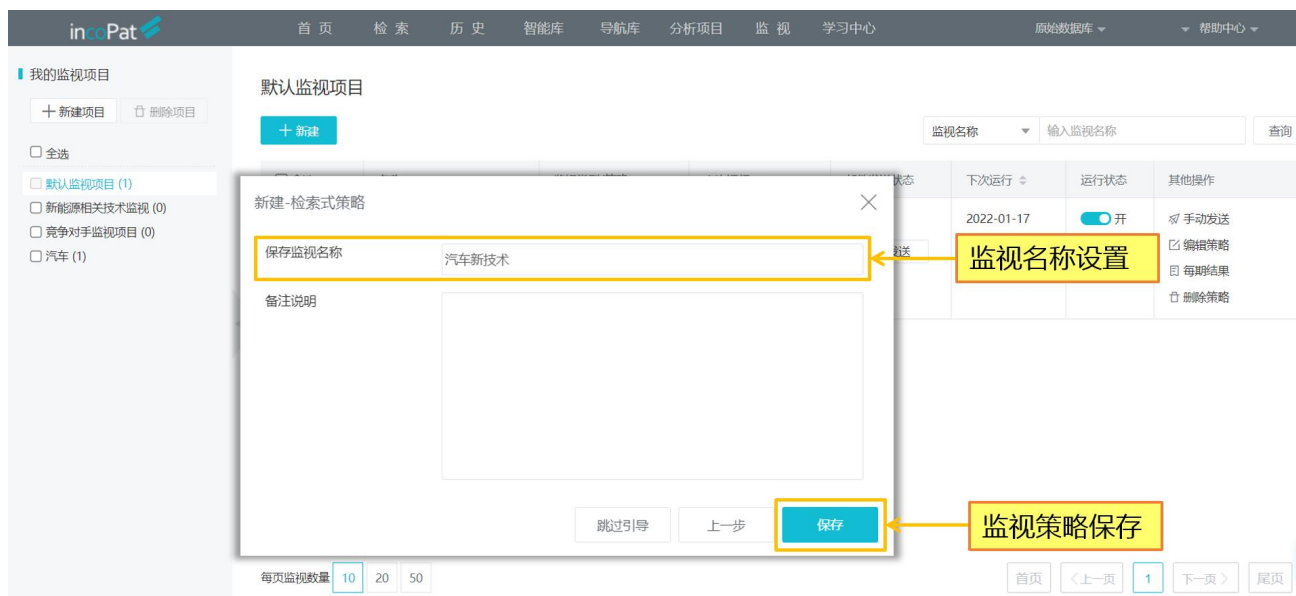 incoPat 首页 检索 历史 智能库 导航库 分析项目 监视 学习中心 原始数据库 帮助中心
我的监视项目
+新建项目 删除项目
全选
默认监视项目 (1)
新能源相关技术监视 (0)
竞争对手监视项目 (0)
汽车 (1)
默认监视项目
+新建
监视名称 输入监视名称 查询
状态 下次运行 运行状态 其他操作
2022-01-17 开 手动发送
编辑策略
每期结果
删除策略
新建-检索式策略
保存监视名称 汽车新技术
监视名称设置
备注说明
跳过引导 上一步 保存
监视策略保存
每页监视数量 10 20 50
首页 <上一页 1 下一页> 尾页